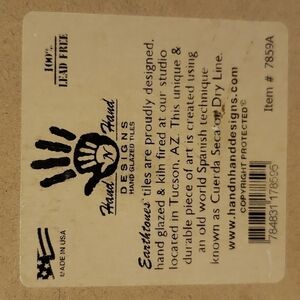 100%
LEAD FREE
Hand N Hand
DESIGNS
HAND GLAZED TILES
MADE IN USA
Earthtones tiles are proudly designed,
hand glazed & kiln fired at our studio
located in Tucson, AZ. This unique &
durable piece of art is created using
an old world Spanish technique
known as Cuerda Seca or Dry Line.
www.handnhanddesigns.com
COPYRIGHT PROTECTED©
Item # 7859A